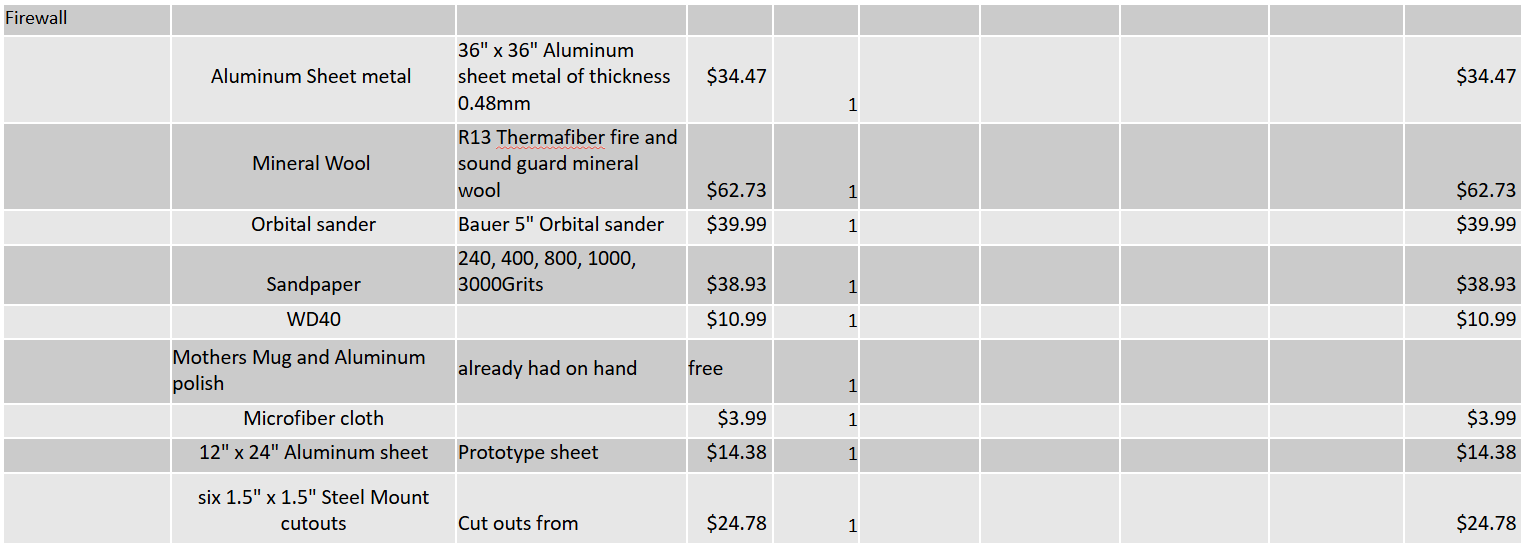 Firewall
36" x 36" Aluminum
Aluminum Sheet metal sheet metal of thickness $34.47 $34.47
0.48mm 1
R13 Thermafiber fire and
Mineral Wool sound guard mineral
wool $62.73 1 $62.73
Orbital sander Bauer 5" Orbital sander $39.99 1 $39.99
240, 400, 800, 1000,
Sandpaper 3000Grits $38.93 1 $38.93
WD40 $10.99 1 $10.99
Mothers Mug and Aluminum
already had on hand free
polish 1
Microfiber cloth $3.99 1 $3.99
12" x 24" Aluminum sheet Prototype sheet $14.38 1 $14.38
six 1.5" x 1.5" Steel Mount
cutouts Cut outs from $24.78 1 $24.78